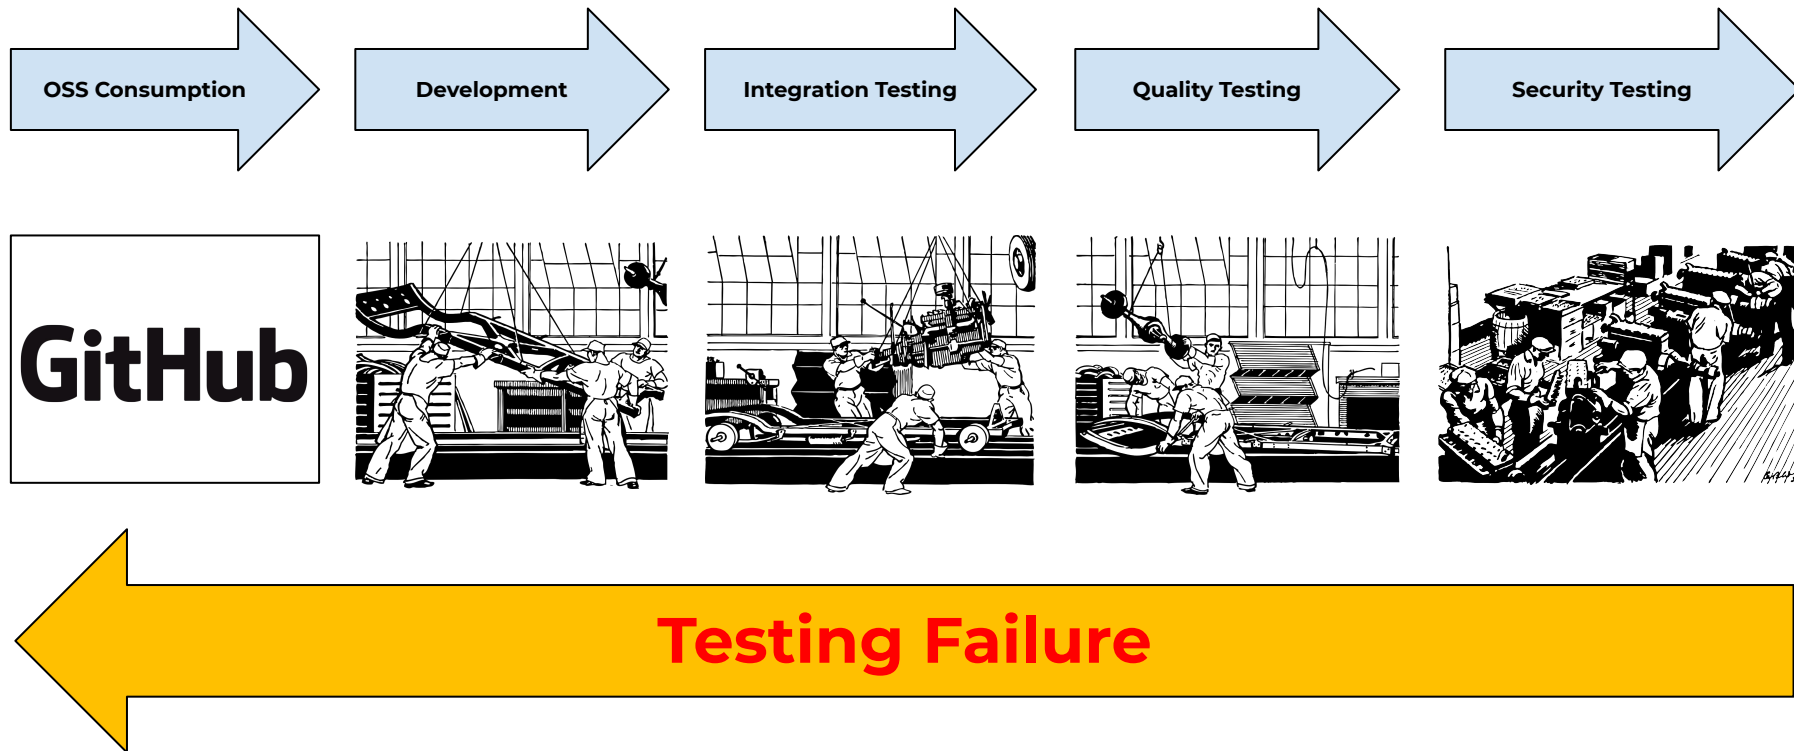 OSS Consumption
Development
Integration Testing
Quality Testing
Security Testing
GitHub
Testing Failure